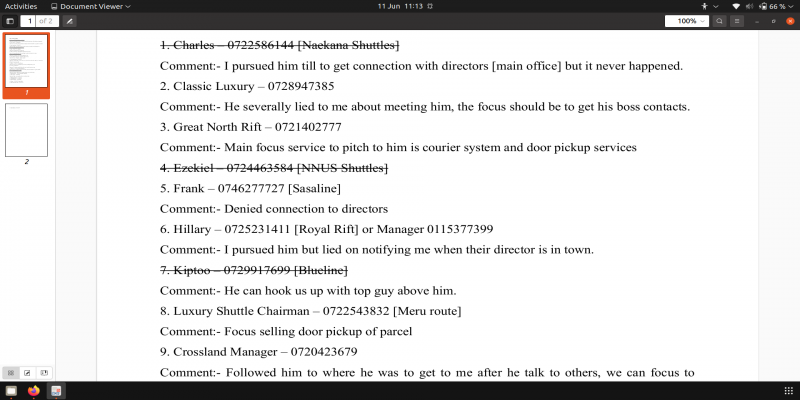 Activities Document Viewer 11 Jun 11:13 66 %
1 of 2 100%
1. Charles – 0722586144 [Naekana Shuttles]
Comment:- I pursued him till to get connection with directors [main office] but it never happened.
2. Classic Luxury – 0728947385
Comment:- He severally lied to me about meeting him, the focus should be to get his boss contacts.
3. Great North Rift – 0721402777
Comment:- Main focus service to pitch to him is courier system and door pickup services
4. Ezekiel – 0724463584 [NNUS Shuttles]
5. Frank – 0746277727 [Sasaline]
Comment:- Denied connection to directors
6. Hillary – 0725231411 [Royal Rift] or Manager 0115377399
Comment:- I pursued him but lied on notifying me when their director is in town.
7. Kiptoo – 0729917699 [Blueline]
Comment:- He can hook us up with top guy above him.
8. Luxury Shuttle Chairman – 0722543832 [Meru route]
Comment:- Focus selling door pickup of parcel
9. Crossland Manager – 0720423679
Comment:- Followed him to where he was to get to me after he talk to others, we can focus to
1
2